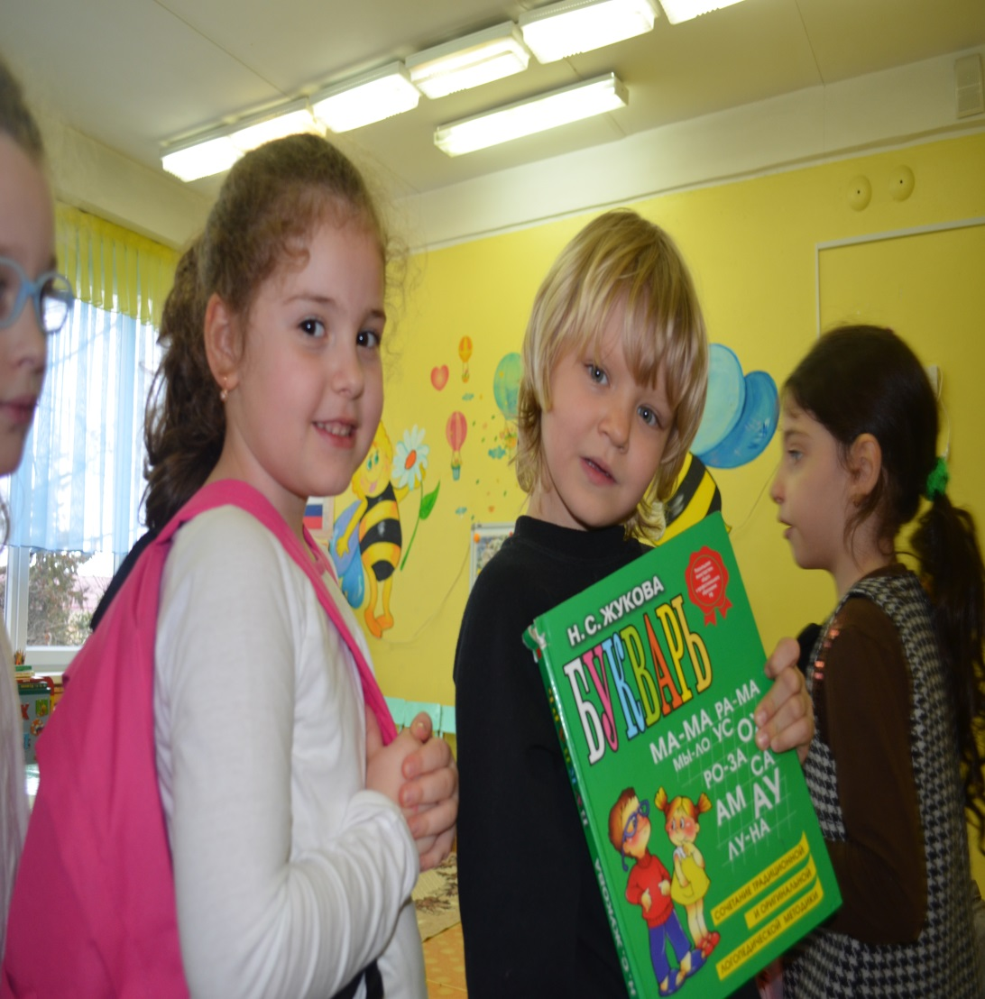 Н. С. ЖУКОВА
БУКВАРЬ
МА-МА РА-МА
МЫ-ЛО УС
РО-ЗА СА
АМ АУ
ЛУ-НА
СОЧЕТАНИЕ ТРАДИЦИОННОЙ
И ОРИГИНАЛЬНОЙ
ЛОГОПЕДИЧЕСКОЙ МЕТОДИКИ